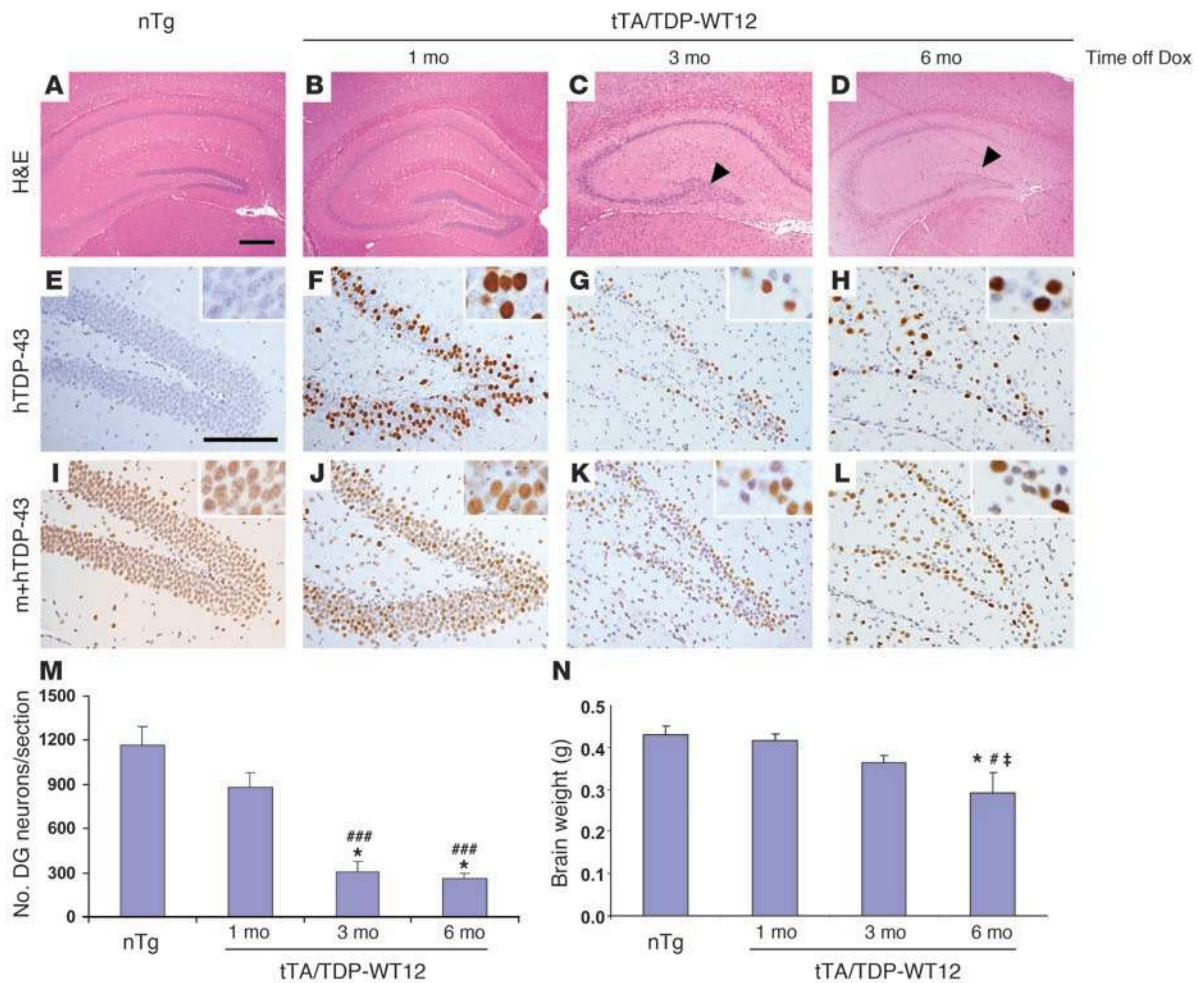 nTg
tTA/TDP-WT12
1 mo 3 mo 6 mo Time off Dox
A B C D
H&E
E F G H
hTDP-43
I J K L
m+hTDP-43
M
No. DG neurons/section
1500
1200
900
600
300
0
### ###
* *
nTg 1 mo 3 mo 6 mo
tTA/TDP-WT12
N
Brain weight (g)
0.5
0.4
0.3
0.2
0.1
0.0
* # ‡
nTg 1 mo 3 mo 6 mo
tTA/TDP-WT12